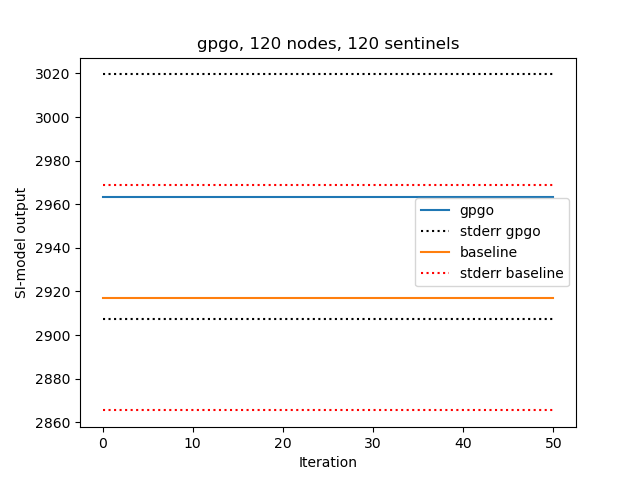 gpgo, 120 nodes, 120 sentinels
3020
3000
2980
2960
2940
2920
2900
2880
2860
SI-model output
gpgo
stderr gpgo
baseline
stderr baseline
0 10 20 30 40 50
Iteration